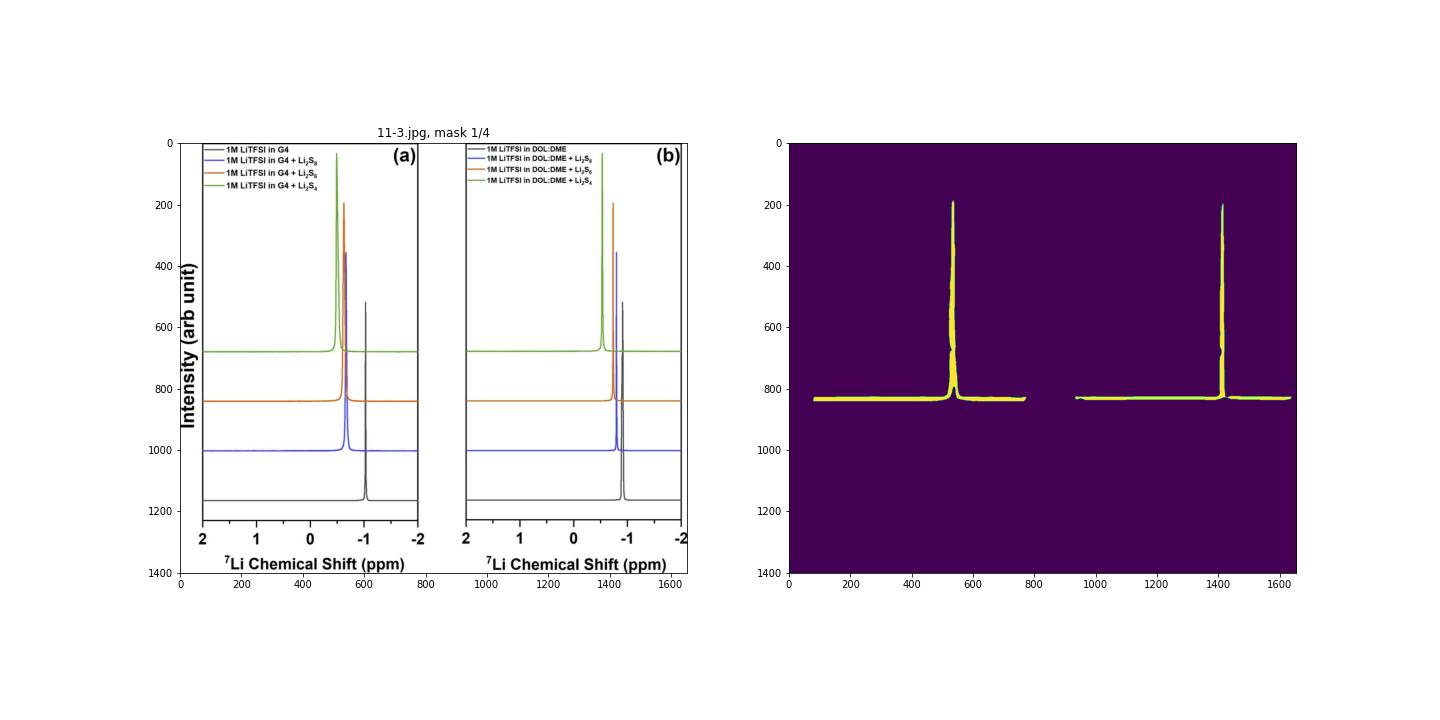 11-3.jpg, mask 1/4
1M LiTFSI in G4
1M LiTFSI in G4 + Li₂S₈
1M LiTFSI in G4 + Li₂S₆
1M LiTFSI in G4 + Li₂S₄
(a)
1M LiTFSI in DOL:DME
1M LiTFSI in DOL:DME + Li₂S₈
1M LiTFSI in DOL:DME + Li₂S₆
1M LiTFSI in DOL:DME + Li₂S₄
(b)
Intensity (arb unit)
2 1 0 -1 -2
2 1 0 -1 -2
⁷Li Chemical Shift (ppm)
⁷Li Chemical Shift (ppm)
0
200
400
600
800
1000
1200
1400
0 200 400 600 800 1000 1200 1400 1600
0
200
400
600
800
1000
1200
1400
0 200 400 600 800 1000 1200 1400 1600